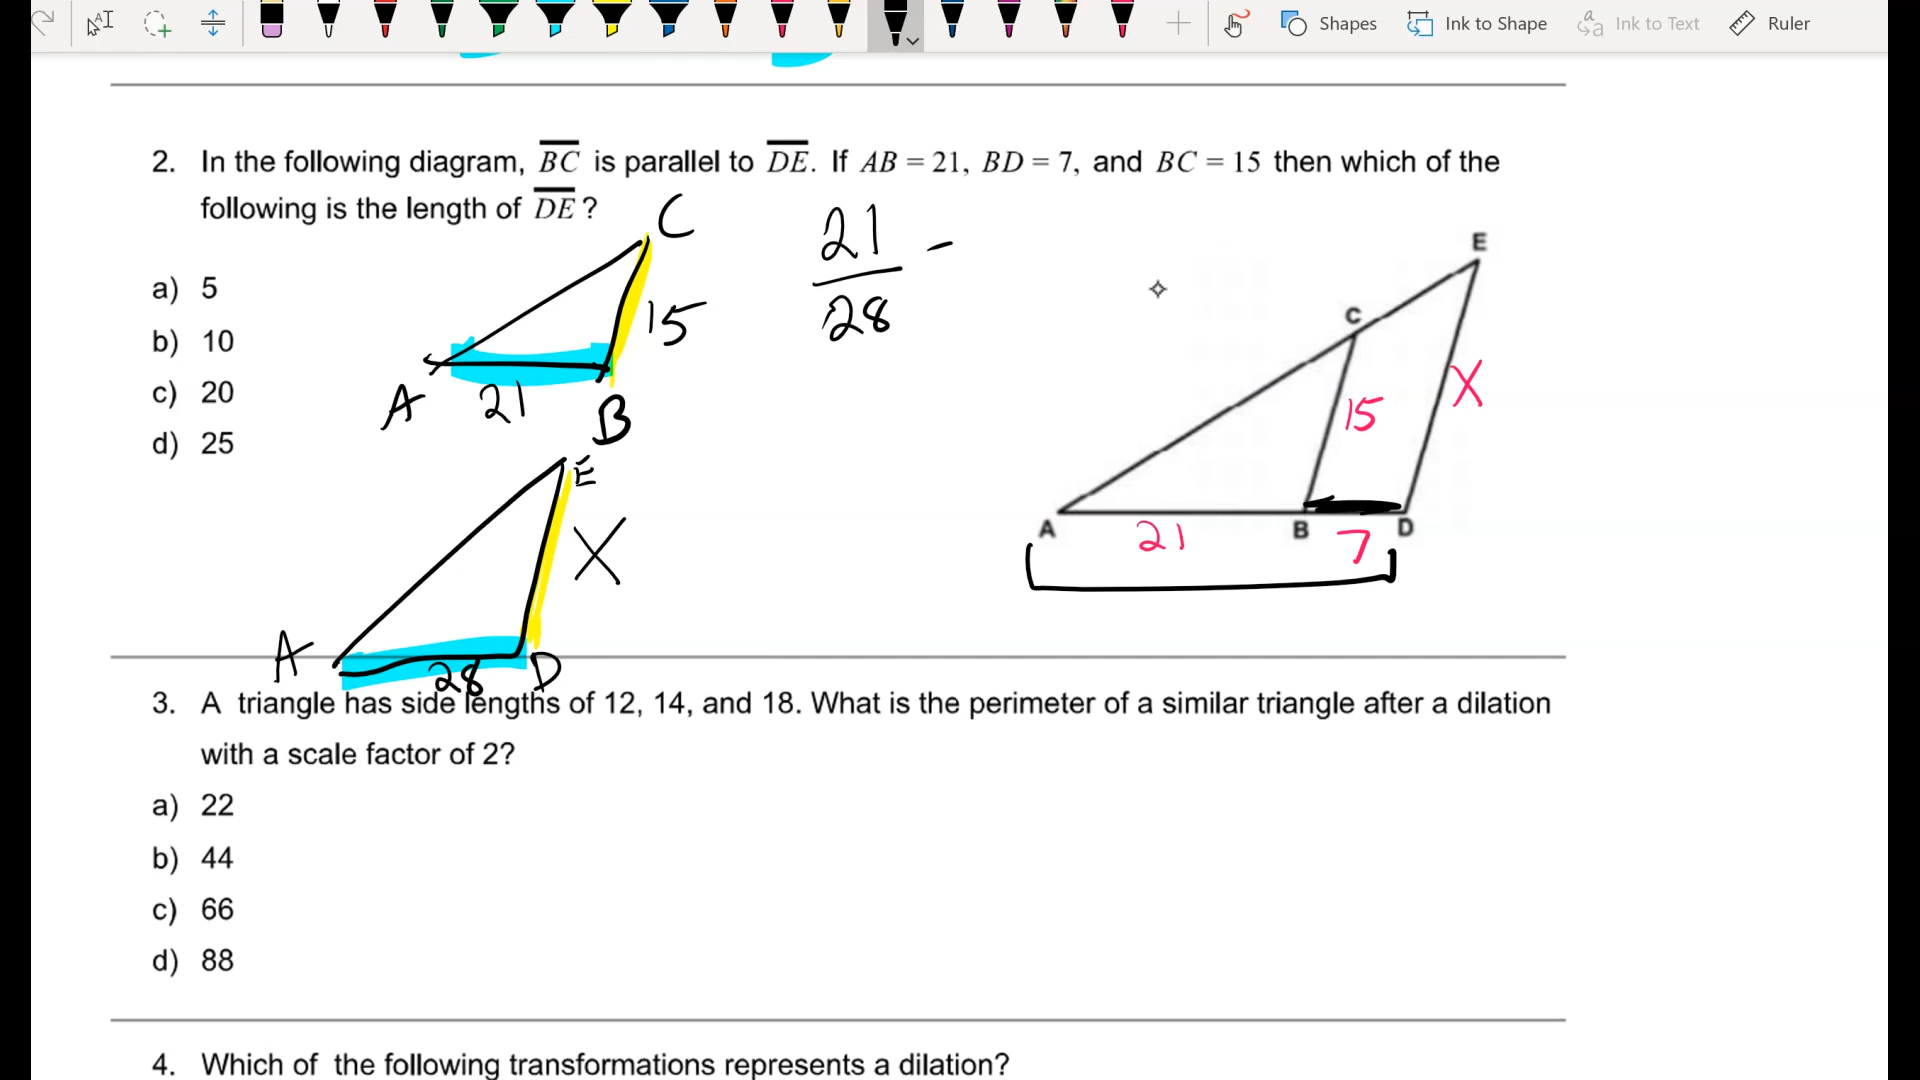 Shapes Ink to Shape Ink to Text Ruler
2. In the following diagram, BC is parallel to DE. If AB = 21, BD = 7, and BC = 15 then which of the
following is the length of DE?
a) 5
b) 10
c) 20
d) 25
C
15
A 21 B
E
X
A 28 D
21
28
=
E
C
X
15
A B D
21 7
3. A triangle has side lengths of 12, 14, and 18. What is the perimeter of a similar triangle after a dilation
with a scale factor of 2?
a) 22
b) 44
c) 66
d) 88
4. Which of the following transformations represents a dilation?